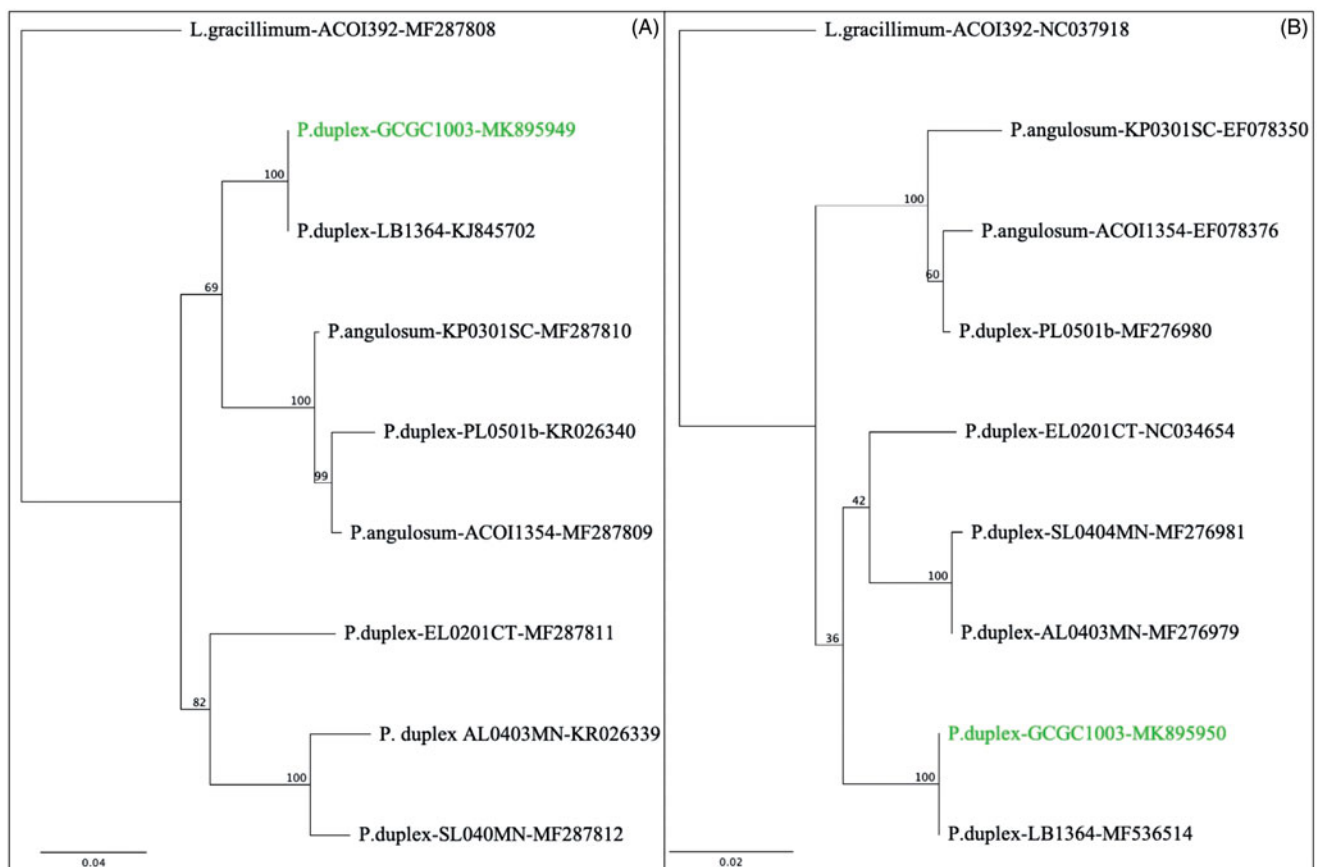 L.gracillimum-ACOI392-MF287808
(A)
P.duplex-GCGC1003-MK895949
100
P.duplex-LB1364-KJ845702
69
P.angulosum-KP0301SC-MF287810
100
P.duplex-PL0501b-KR026340
99
P.angulosum-ACOI1354-MF287809
P.duplex-EL0201CT-MF287811
82
P. duplex AL0403MN-KR026339
100
P.duplex-SL040MN-MF287812
0.04
L.gracillimum-ACOI392-NC037918
(B)
P.angulosum-KP0301SC-EF078350
100
P.angulosum-ACOI1354-EF078376
60
P.duplex-PL0501b-MF276980
P.duplex-EL0201CT-NC034654
42
P.duplex-SL0404MN-MF276981
100
P.duplex-AL0403MN-MF276979
36
P.duplex-GCGC1003-MK895950
100
P.duplex-LB1364-MF536514
0.02